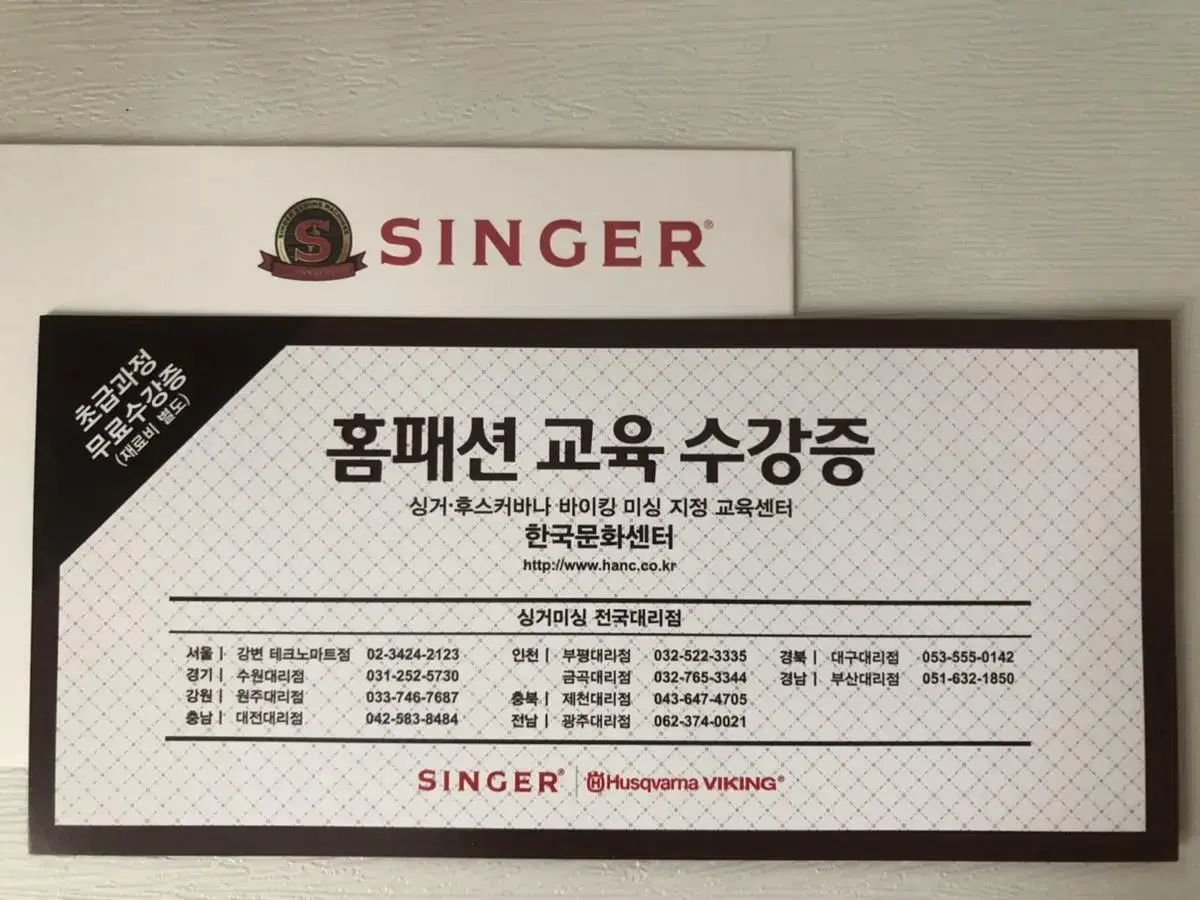 SINGER SEWING MACHINES
S
SINGER®
초급과정
무료수강증
(재료비 별도)
홈패션 교육 수강증
싱거·후스커바나 바이킹 미싱 지정 교육센터
한국문화센터
http://www.hanc.co.kr
싱거미싱 전국대리점
서울 | 강변 테크노마트점 02-3424-2123 인천 | 부평대리점 032-522-3335 경북 | 대구대리점 053-555-0142
경기 | 수원대리점 031-252-5730 금곡대리점 032-765-3344 경남 | 부산대리점 051-632-1850
강원 | 원주대리점 033-746-7687 충북 | 제천대리점 043-647-4705
충남 | 대전대리점 042-583-8484 전남 | 광주대리점 062-374-0021
SINGER® | Husqvarna VIKING®